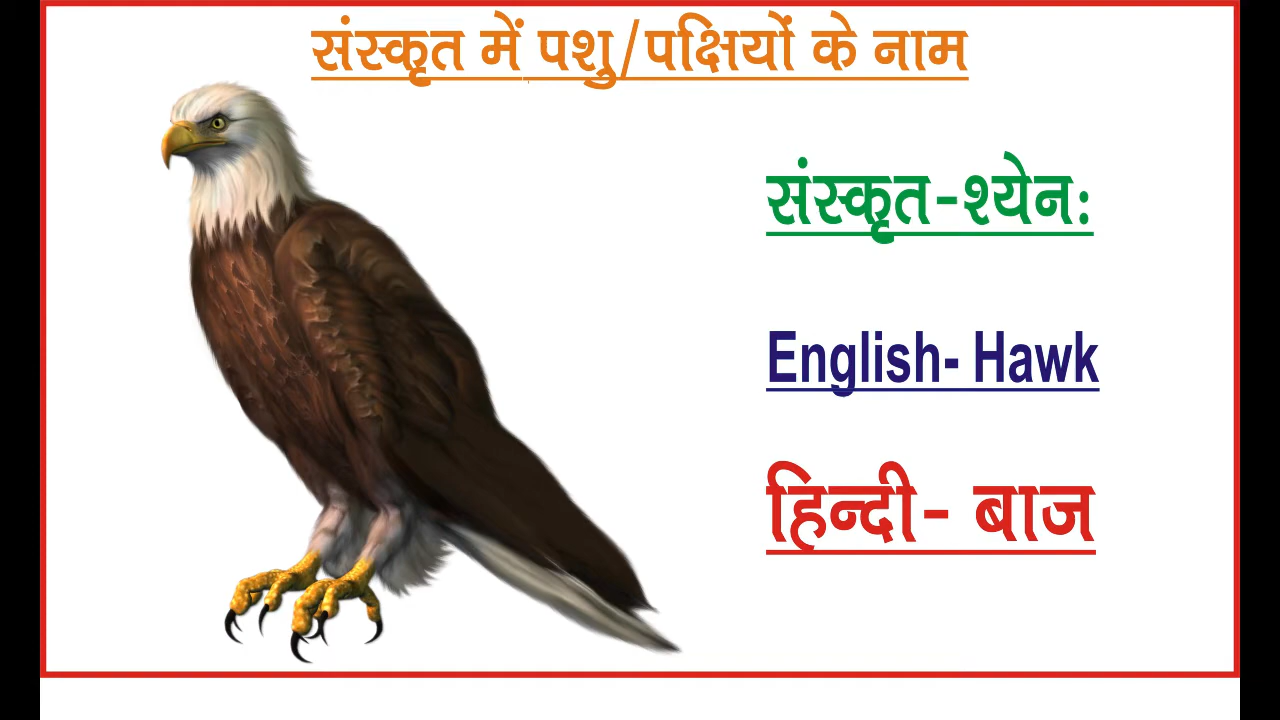 संस्कृत में पशु/पक्षियों के नाम
संस्कृत-श्येनः
English- Hawk
हिन्दी- बाज